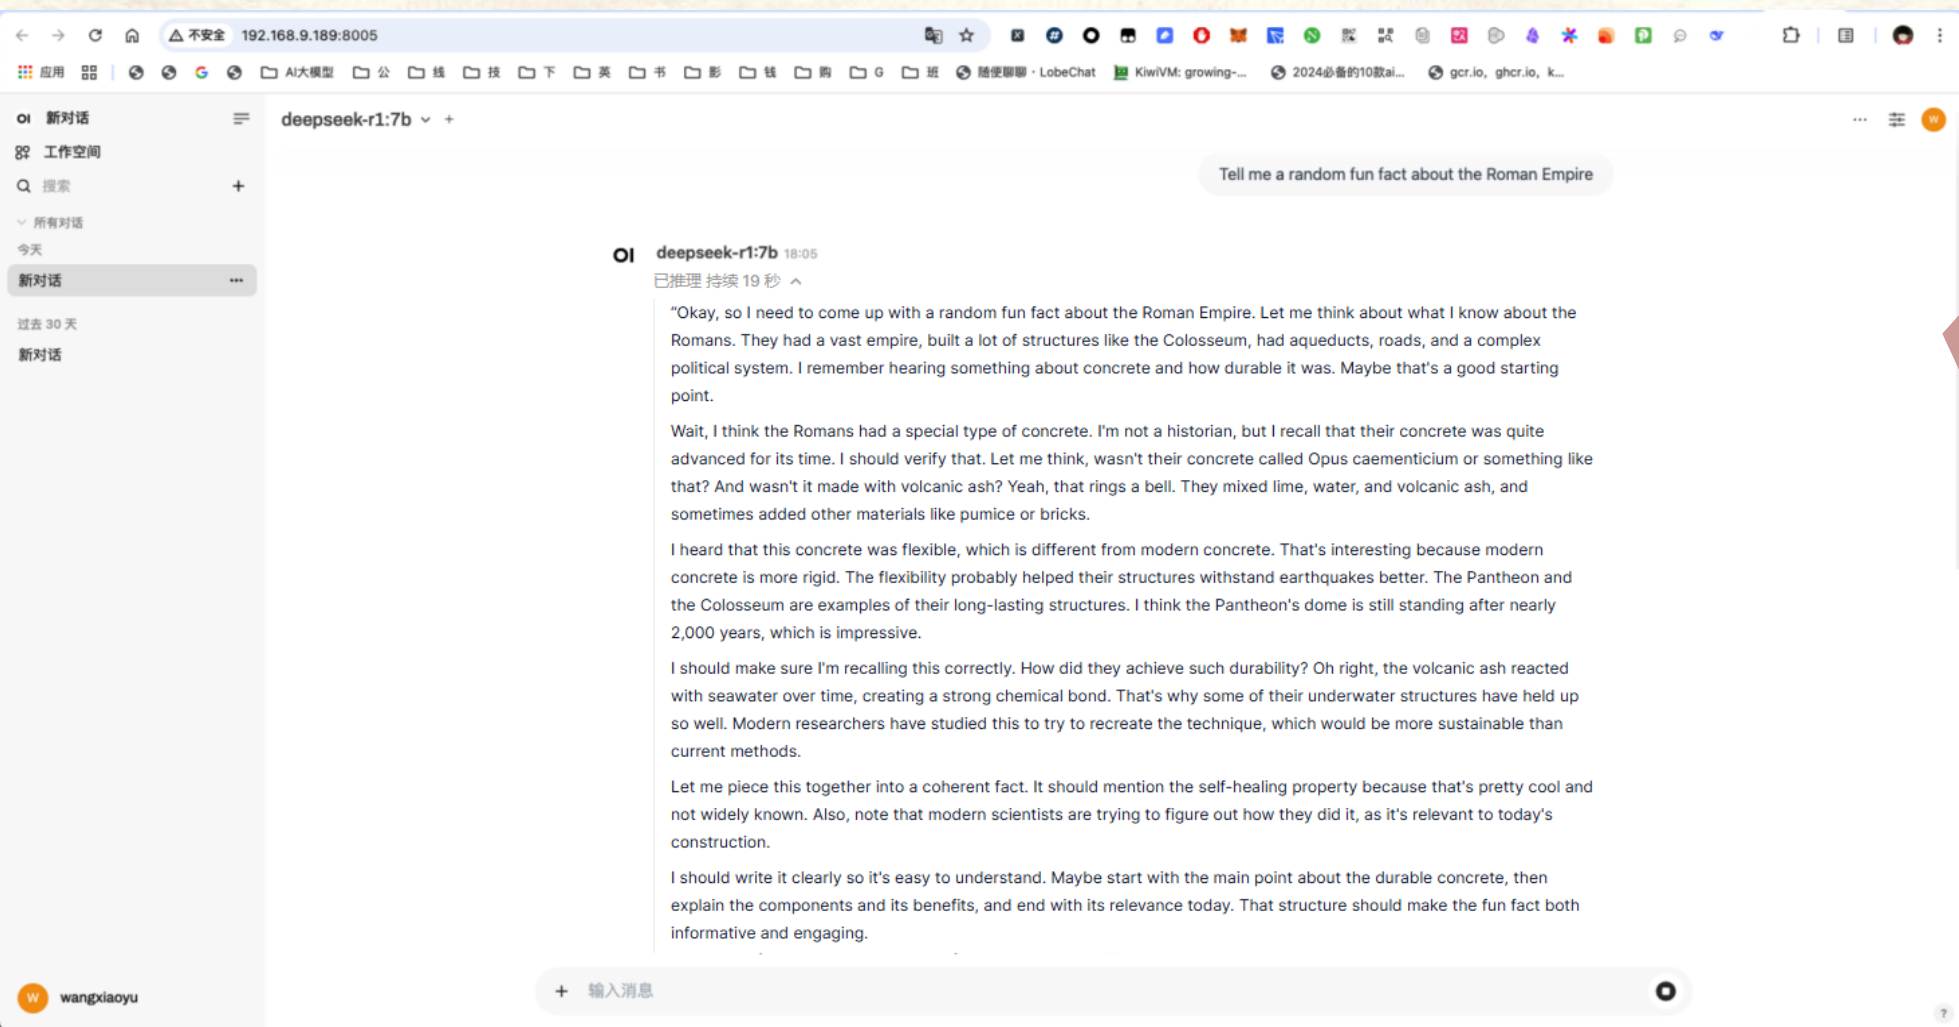 不安全 192.168.9.189:8005
应用 G AI大模型 公 线 技 下 英 书 影 钱 购 G 班 随便聊聊 · LobeChat KiwiVM: growing-... 2024必备的10款ai... gcr.io, ghcr.io, k...
OI 新对话
deepseek-r1:7b
W
工作空间
搜索
所有对话
今天
新对话
过去 30 天
新对话
Tell me a random fun fact about the Roman Empire
OI deepseek-r1:7b 18:05
已推理 持续 19 秒
“Okay, so I need to come up with a random fun fact about the Roman Empire. Let me think about what I know about the
Romans. They had a vast empire, built a lot of structures like the Colosseum, had aqueducts, roads, and a complex
political system. I remember hearing something about concrete and how durable it was. Maybe that's a good starting
point.
Wait, I think the Romans had a special type of concrete. I'm not a historian, but I recall that their concrete was quite
advanced for its time. I should verify that. Let me think, wasn't their concrete called Opus caementicium or something like
that? And wasn't it made with volcanic ash? Yeah, that rings a bell. They mixed lime, water, and volcanic ash, and
sometimes added other materials like pumice or bricks.
I heard that this concrete was flexible, which is different from modern concrete. That's interesting because modern
concrete is more rigid. The flexibility probably helped their structures withstand earthquakes better. The Pantheon and
the Colosseum are examples of their long-lasting structures. I think the Pantheon's dome is still standing after nearly
2,000 years, which is impressive.
I should make sure I'm recalling this correctly. How did they achieve such durability? Oh right, the volcanic ash reacted
with seawater over time, creating a strong chemical bond. That's why some of their underwater structures have held up
so well. Modern researchers have studied this to try to recreate the technique, which would be more sustainable than
current methods.
Let me piece this together into a coherent fact. It should mention the self-healing property because that's pretty cool and
not widely known. Also, note that modern scientists are trying to figure out how they did it, as it's relevant to today's
construction.
I should write it clearly so it's easy to understand. Maybe start with the main point about the durable concrete, then
explain the components and its benefits, and end with its relevance today. That structure should make the fun fact both
informative and engaging.
输入消息
W wangxiaoyu
?